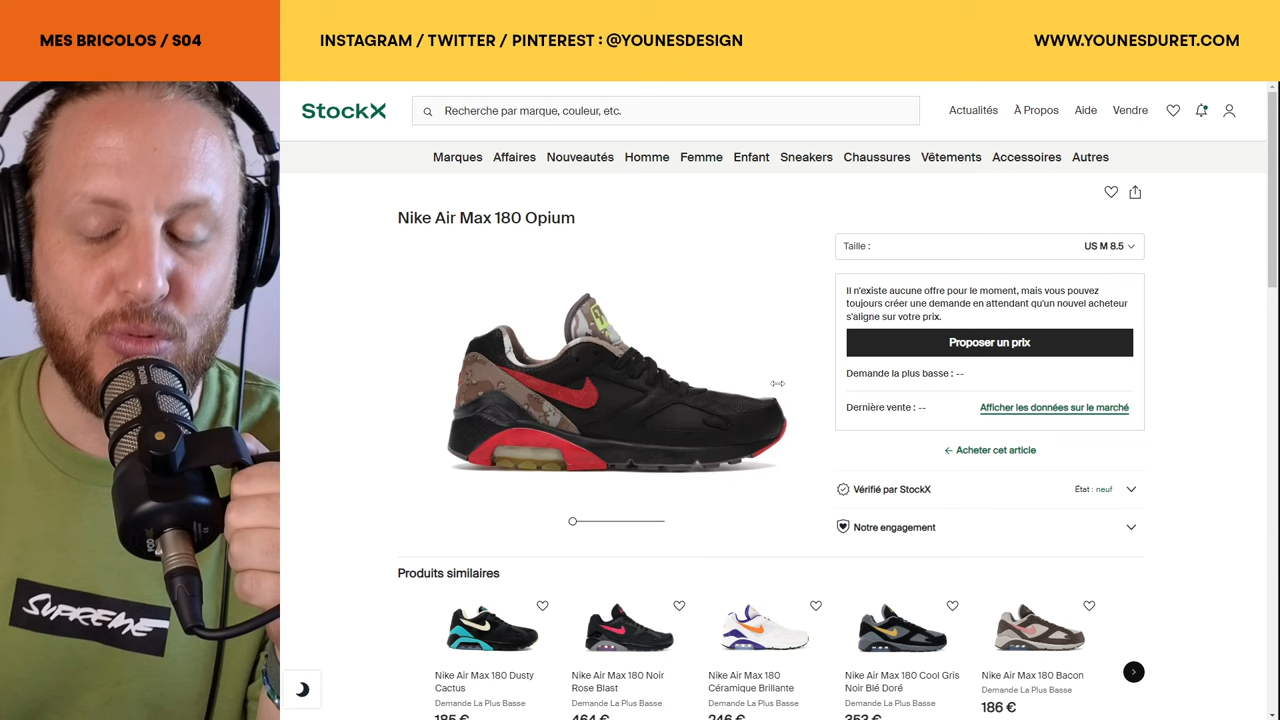 MES BRICOLOS / S04
INSTAGRAM / TWITTER / PINTEREST : @YOUNESDESIGN
WWW.YOUNESDURET.COM
StockX
Recherche par marque, couleur, etc.
Actualités
À Propos
Aide
Vendre
Marques
Affaires
Nouveautés
Homme
Femme
Enfant
Sneakers
Chaussures
Vêtements
Accessoires
Autres
Nike Air Max 180 Opium
Taille :
US M 8.5
Il n'existe aucune offre pour le moment, mais vous pouvez
toujours créer une demande en attendant qu'un nouvel acheteur
s'aligne sur votre prix.
Proposer un prix
Demande la plus basse : --
Dernière vente : --
Afficher les données sur le marché
Acheter cet article
Vérifié par StockX
État : neuf
Notre engagement
RODE
POD
SUPREME
Produits similaires
Nike Air Max 180 Dusty
Cactus
Demande La Plus Basse
185 €
Nike Air Max 180 Noir
Rose Blast
Demande La Plus Basse
464 €
Nike Air Max 180
Céramique Brillante
Demande La Plus Basse
246 €
Nike Air Max 180 Cool Gris
Noir Blé Doré
Demande La Plus Basse
353 €
Nike Air Max 180 Bacon
Demande La Plus Basse
186 €